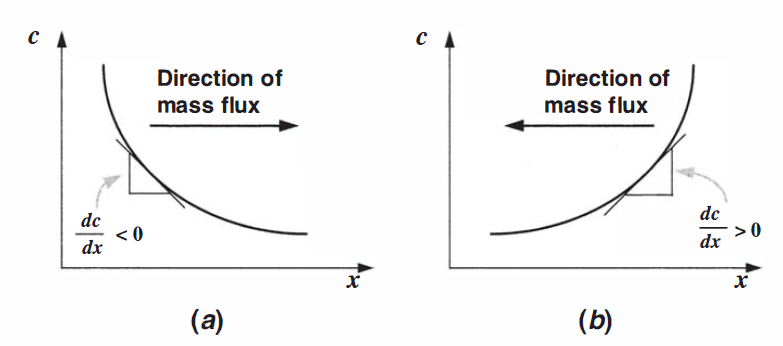 c
Direction of
mass flux
dc
dx
< 0
x
(a)
c
Direction of
mass flux
dc
dx
> 0
x
(b)